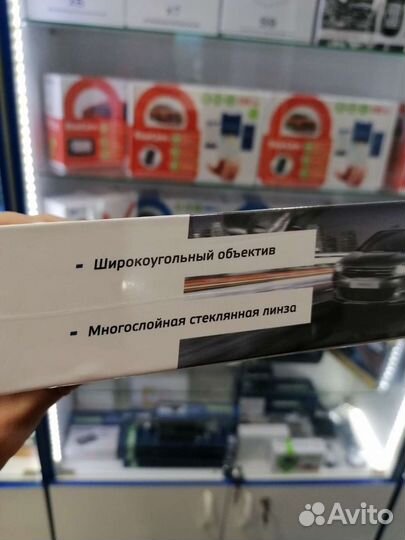 - Широкоугольный объектив
- Многослойная стеклянная линза
Avito